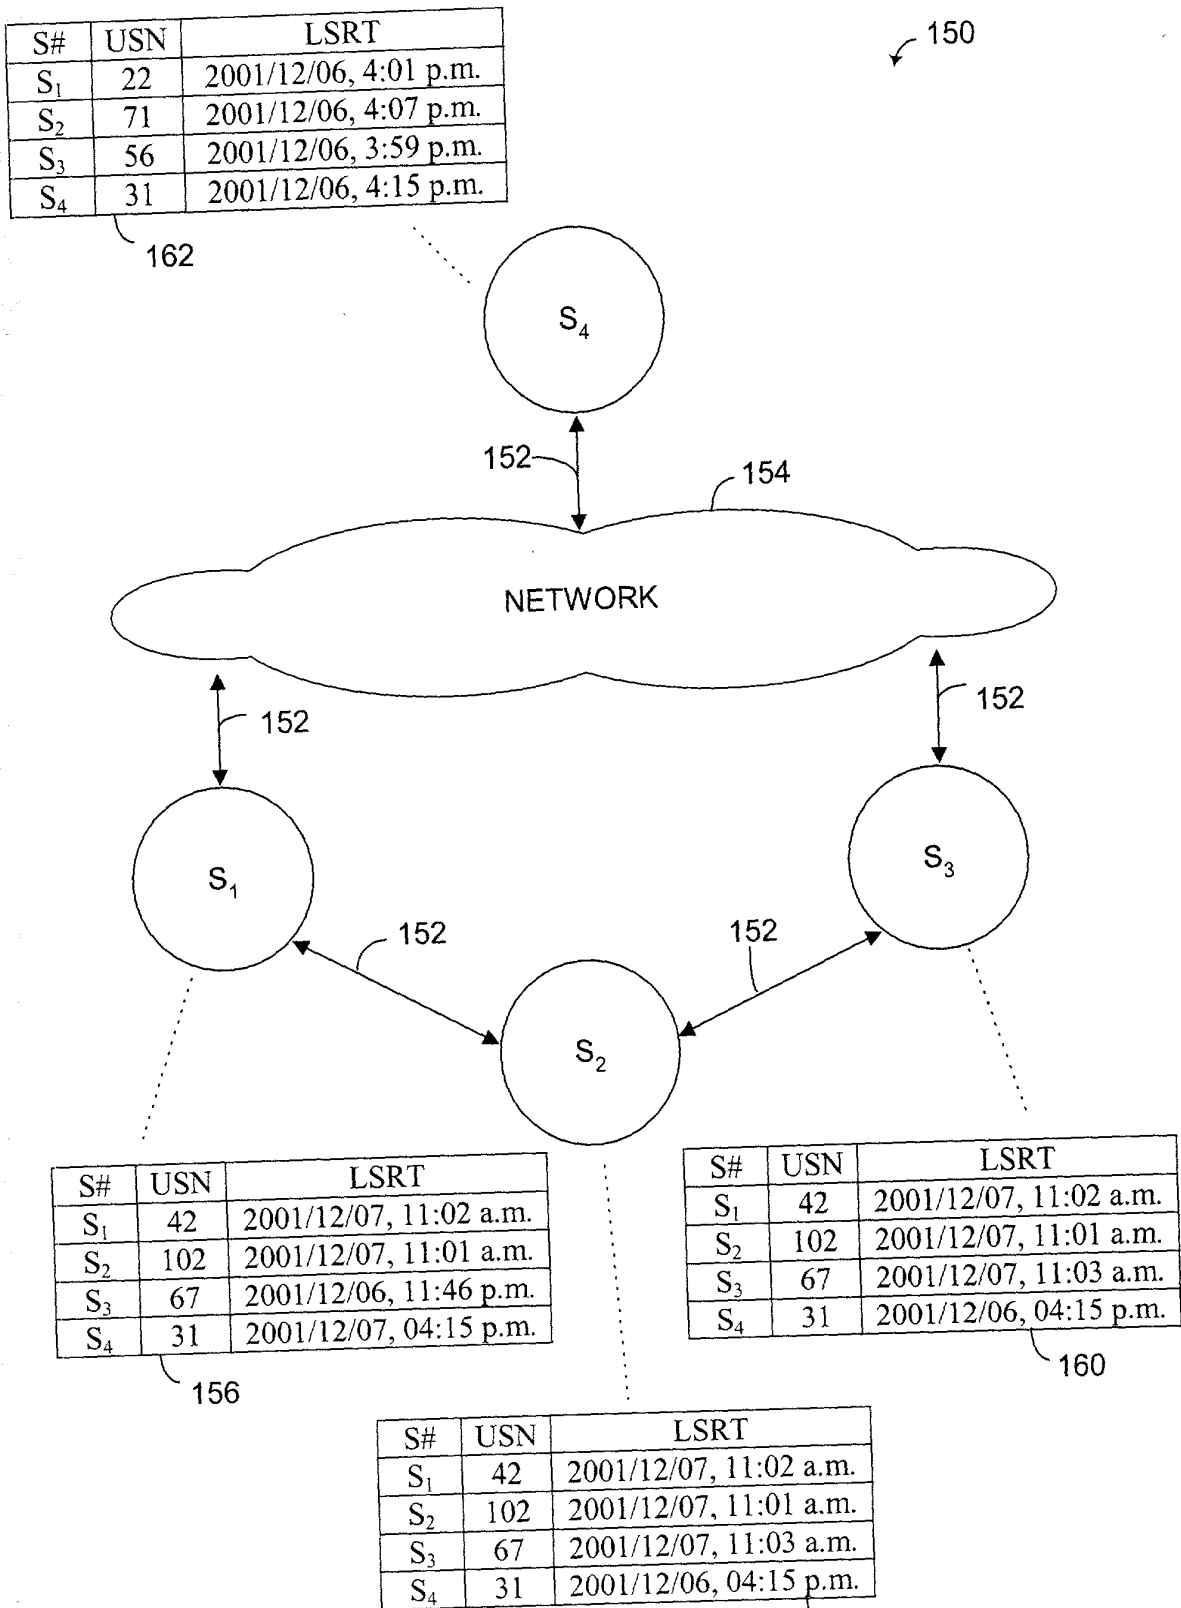 150
S# USN LSRT
S₁ 22 2001/12/06, 4:01 p.m.
S₂ 71 2001/12/06, 4:07 p.m.
S₃ 56 2001/12/06, 3:59 p.m.
S₄ 31 2001/12/06, 4:15 p.m.
162
S₄
152
154
NETWORK
152
152
S₁
S₃
152
152
S₂
S# USN LSRT
S₁ 42 2001/12/07, 11:02 a.m.
S₂ 102 2001/12/07, 11:01 a.m.
S₃ 67 2001/12/06, 11:46 p.m.
S₄ 31 2001/12/07, 04:15 p.m.
156
S# USN LSRT
S₁ 42 2001/12/07, 11:02 a.m.
S₂ 102 2001/12/07, 11:01 a.m.
S₃ 67 2001/12/07, 11:03 a.m.
S₄ 31 2001/12/06, 04:15 p.m.
160
S# USN LSRT
S₁ 42 2001/12/07, 11:02 a.m.
S₂ 102 2001/12/07, 11:01 a.m.
S₃ 67 2001/12/07, 11:03 a.m.
S₄ 31 2001/12/06, 04:15 p.m.